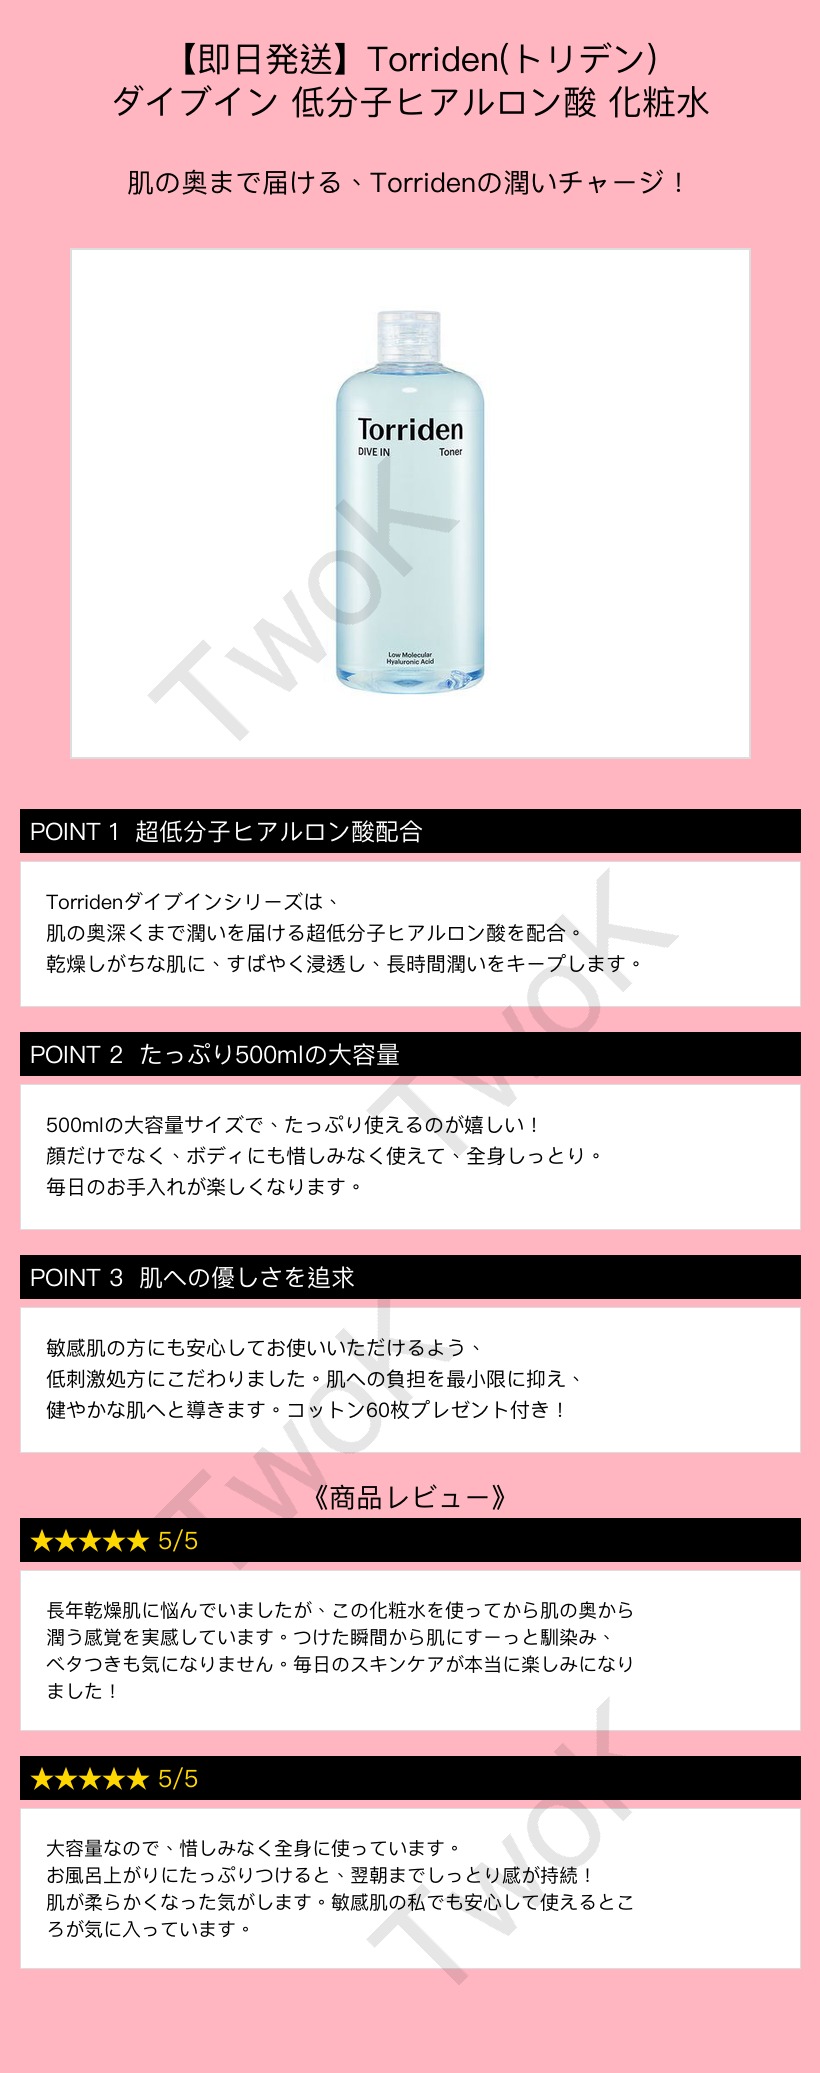 【即日発送】Torriden(トリデン)
ダイブイン 低分子ヒアルロン酸 化粧水
肌の奥まで届ける、Torridenの潤いチャージ！
Torriden
DIVE IN Toner
Low Molecular
Hyaluronic Acid
TwoK
POINT 1 超低分子ヒアルロン酸配合
Torridenダイブインシリーズは、
肌の奥深くまで潤いを届ける超低分子ヒアルロン酸を配合。
乾燥しがちな肌に、すばやく浸透し、長時間潤いをキープします。
TwoK
POINT 2 たっぷり500mlの大容量
500mlの大容量サイズで、たっぷり使えるのが嬉しい！
顔だけでなく、ボディにも惜しみなく使えて、全身しっとり。
毎日のお手入れが楽しくなります。
POINT 3 肌への優しさを追求
敏感肌の方にも安心してお使いいただけるよう、
低刺激処方にこだわりました。肌への負担を最小限に抑え、
健やかな肌へと導きます。コットン60枚プレゼント付き！
TwoK
《商品レビュー》
★★★★★ 5/5
長年乾燥肌に悩んでいましたが、この化粧水を使ってから肌の奥から
潤う感覚を実感しています。つけた瞬間から肌にすーっと馴染み、
ベタつきも気になりません。毎日のスキンケアが本当に楽しみになり
ました！
★★★★★ 5/5
大容量なので、惜しみなく全身に使っています。
お風呂上がりにたっぷりつけると、翌朝までしっとり感が持続！
肌が柔らかくなった気がします。敏感肌の私でも安心して使えるとこ
ろが気に入っています。
TwoK